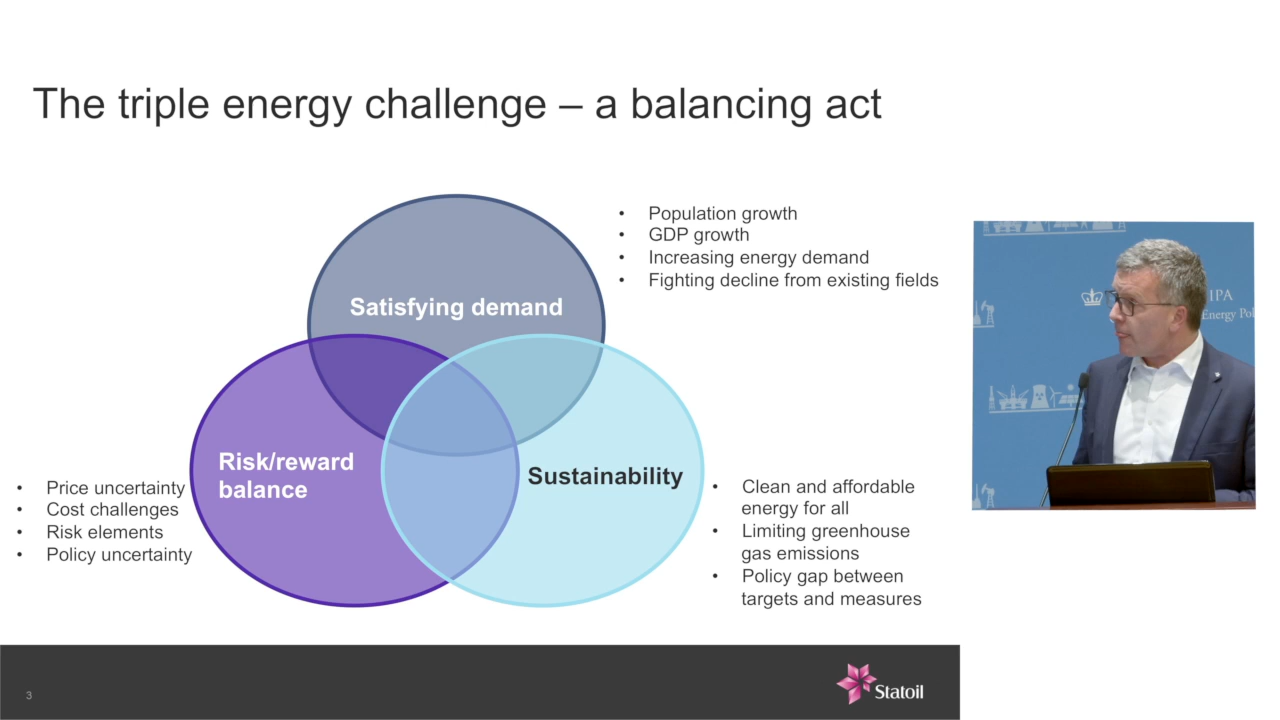 The triple energy challenge – a balancing act
• Population growth
• GDP growth
• Increasing energy demand
• Fighting decline from existing fields
Satisfying demand
Risk/reward
balance
Sustainability
• Price uncertainty
• Cost challenges
• Risk elements
• Policy uncertainty
• Clean and affordable
energy for all
• Limiting greenhouse
gas emissions
• Policy gap between
targets and measures
IPA
Energy Pol
3
Statoil